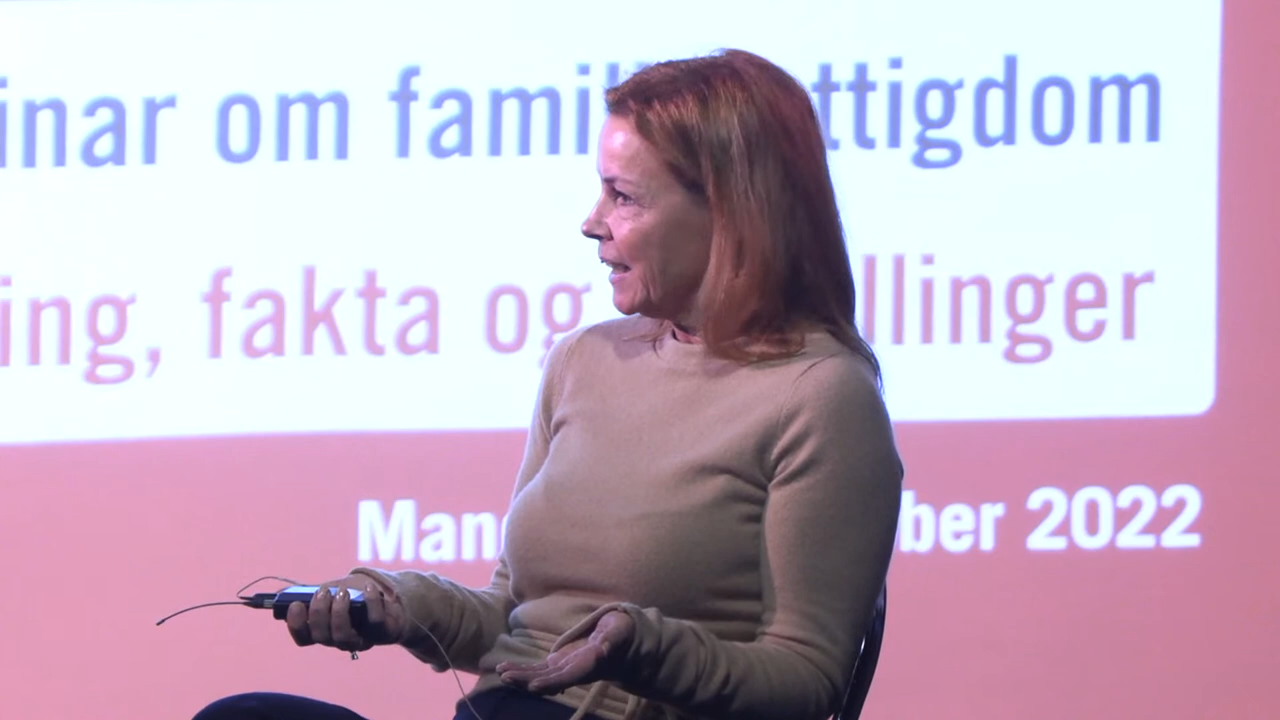 inar om famil ttigdom
ing, fakta og llinger
Man ber 2022